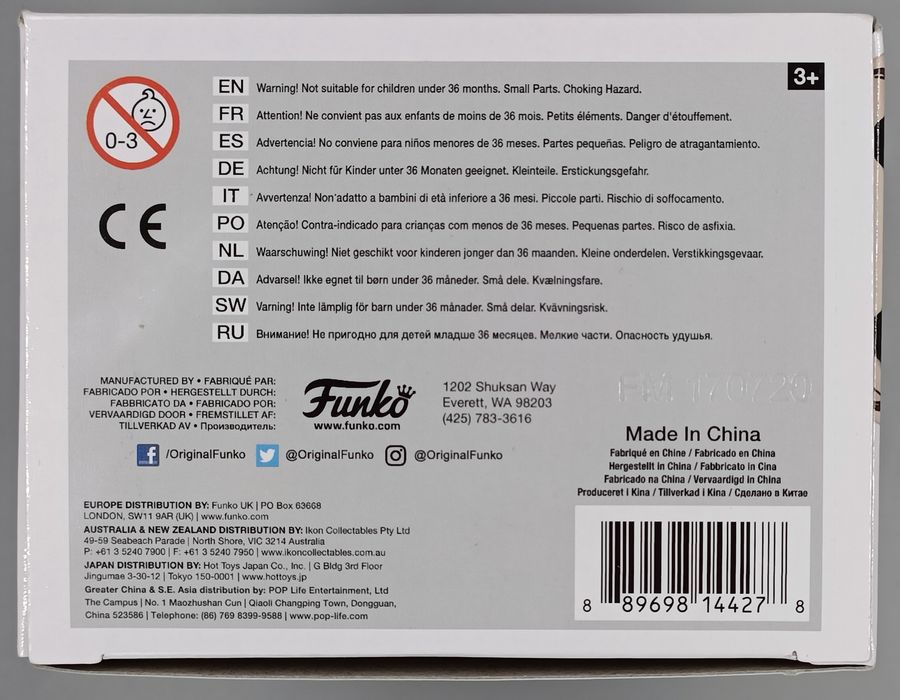 3+
0-3
EN Warning! Not suitable for children under 36 months. Small Parts. Choking Hazard.
FR Attention! Ne convient pas aux enfants de moins de 36 mois. Petits éléments. Danger d'étouffement.
ES Advertencia! No conviene para niños menores de 36 meses. Partes pequeñas. Peligro de atragantamiento.
DE Achtung! Nicht für Kinder unter 36 Monaten geeignet. Kleinteile. Erstickungsgefahr.
IT Avvertenza! Non'adatto a bambini di età inferiore a 36 mesi. Piccole parti. Rischio di soffocamento.
PO Atenção! Contra-indicado para crianças com menos de 36 meses. Pequenas partes. Risco de asfixia.
NL Waarschuwing! Niet geschikt voor kinderen jonger dan 36 maanden. Kleine onderdelen. Verstikkingsgevaar.
DA Advarsel! Ikke egnet til børn under 36 måneder. Små dele. Kvælningsfare.
SW Varning! Inte lämplig för barn under 36 månader. Små delar. Kvävningsrisk.
RU Внимание! Не пригодно для детей младше 36 месяцев. Мелкие части. Опасность удушья.
CE
MANUFACTURED BY • FABRIQUÉ PAR:
FABRICADO POR • HERGESTELLT DURCH:
FABBRICATO DA • FABRICADO POR:
VERVAARDIGD DOOR • FREMSTILLET AF:
TILLVERKAD AV • Производитель:
Funko
www.funko.com
1202 Shuksan Way
Everett, WA 98203
(425) 783-3616
/OriginalFunko @OriginalFunko @OriginalFunko
FM 170720
Made In China
Fabriqué en Chine / Fabricado en China
Hergestellt in China / Fabbricato in Cina
Fabricado na China / Vervaardigd in China
Produceret i Kina / Tillverkad i Kina / Сделано в Китае
EUROPE DISTRIBUTION BY: Funko UK | PO Box 63668
LONDON, SW11 9AR (UK) | www.funko.com
AUSTRALIA & NEW ZEALAND DISTRIBUTION BY: Ikon Collectables Pty Ltd
49-59 Seabeach Parade | North Shore, VIC 3214 Australia
P: +61 3 5240 7900 | F: +61 3 5240 7950 | www.ikoncollectables.com.au
JAPAN DISTRIBUTION BY: Hot Toys Japan Co., Inc. | G Bldg 3rd Floor
Jingumae 3-30-12 | Tokyo 150-0001 | www.hottoys.jp
Greater China & S.E. Asia distribution by: POP Life Entertainment, Ltd
The Campus | No. 1 Maozhushan Cun | Qiaoli Changping Town, Dongguan,
China 523586 | Telephone: (86) 769 8399-9588 | www.pop-life.com
8 89698 14427 8